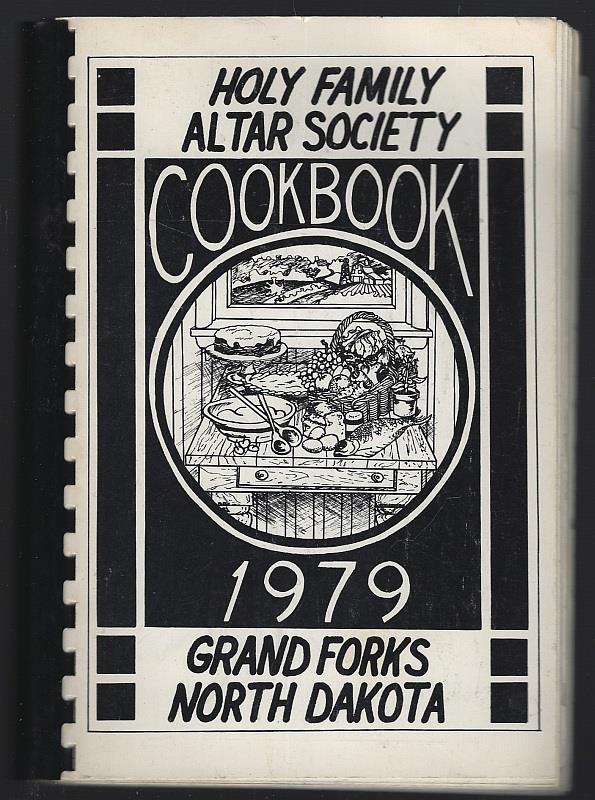 HOLY FAMILY
ALTAR SOCIETY
COOKBOOK
1979
GRAND FORKS
NORTH DAKOTA